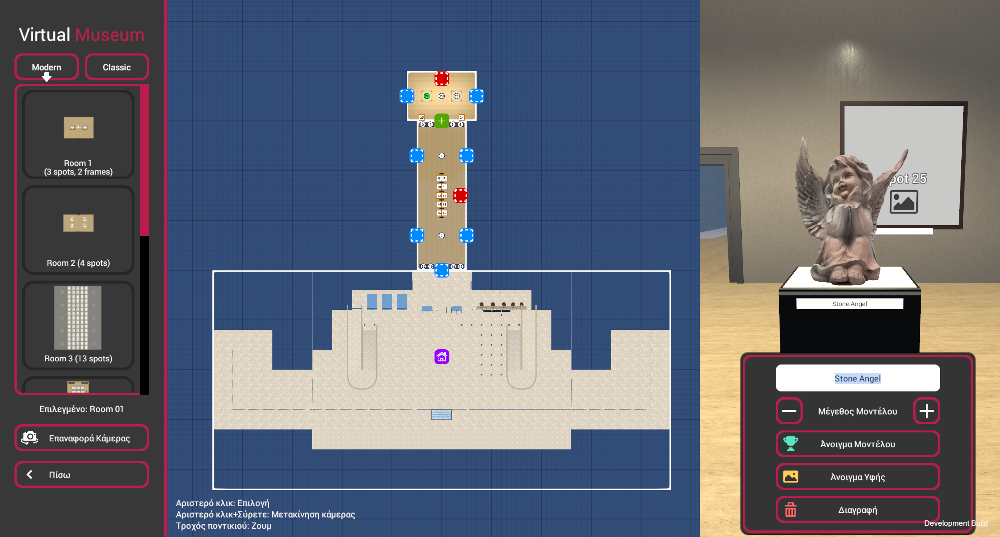 Virtual Museum
Modern
Classic
Room 1
(3 spots, 2 frames)
Room 2 (4 spots)
Room 3 (13 spots)
Επιλεγμένο: Room 01
Επαναφορά Κάμερας
Πίσω
22 23 21
25 24
3 4 5 6
1
8 7
10 9
12 11
14 13
16 15
2
20 19 18 17
Αριστερό κλικ: Επιλογή
Αριστερό κλικ+Σύρετε: Μετακίνηση κάμερας
Τροχός ποντικιού: Ζουμ
pot 25
Stone Angel
Stone Angel
Μέγεθος Μοντέλου
Άνοιγμα Μοντέλου
Άνοιγμα Υφής
Διαγραφή
Development Build